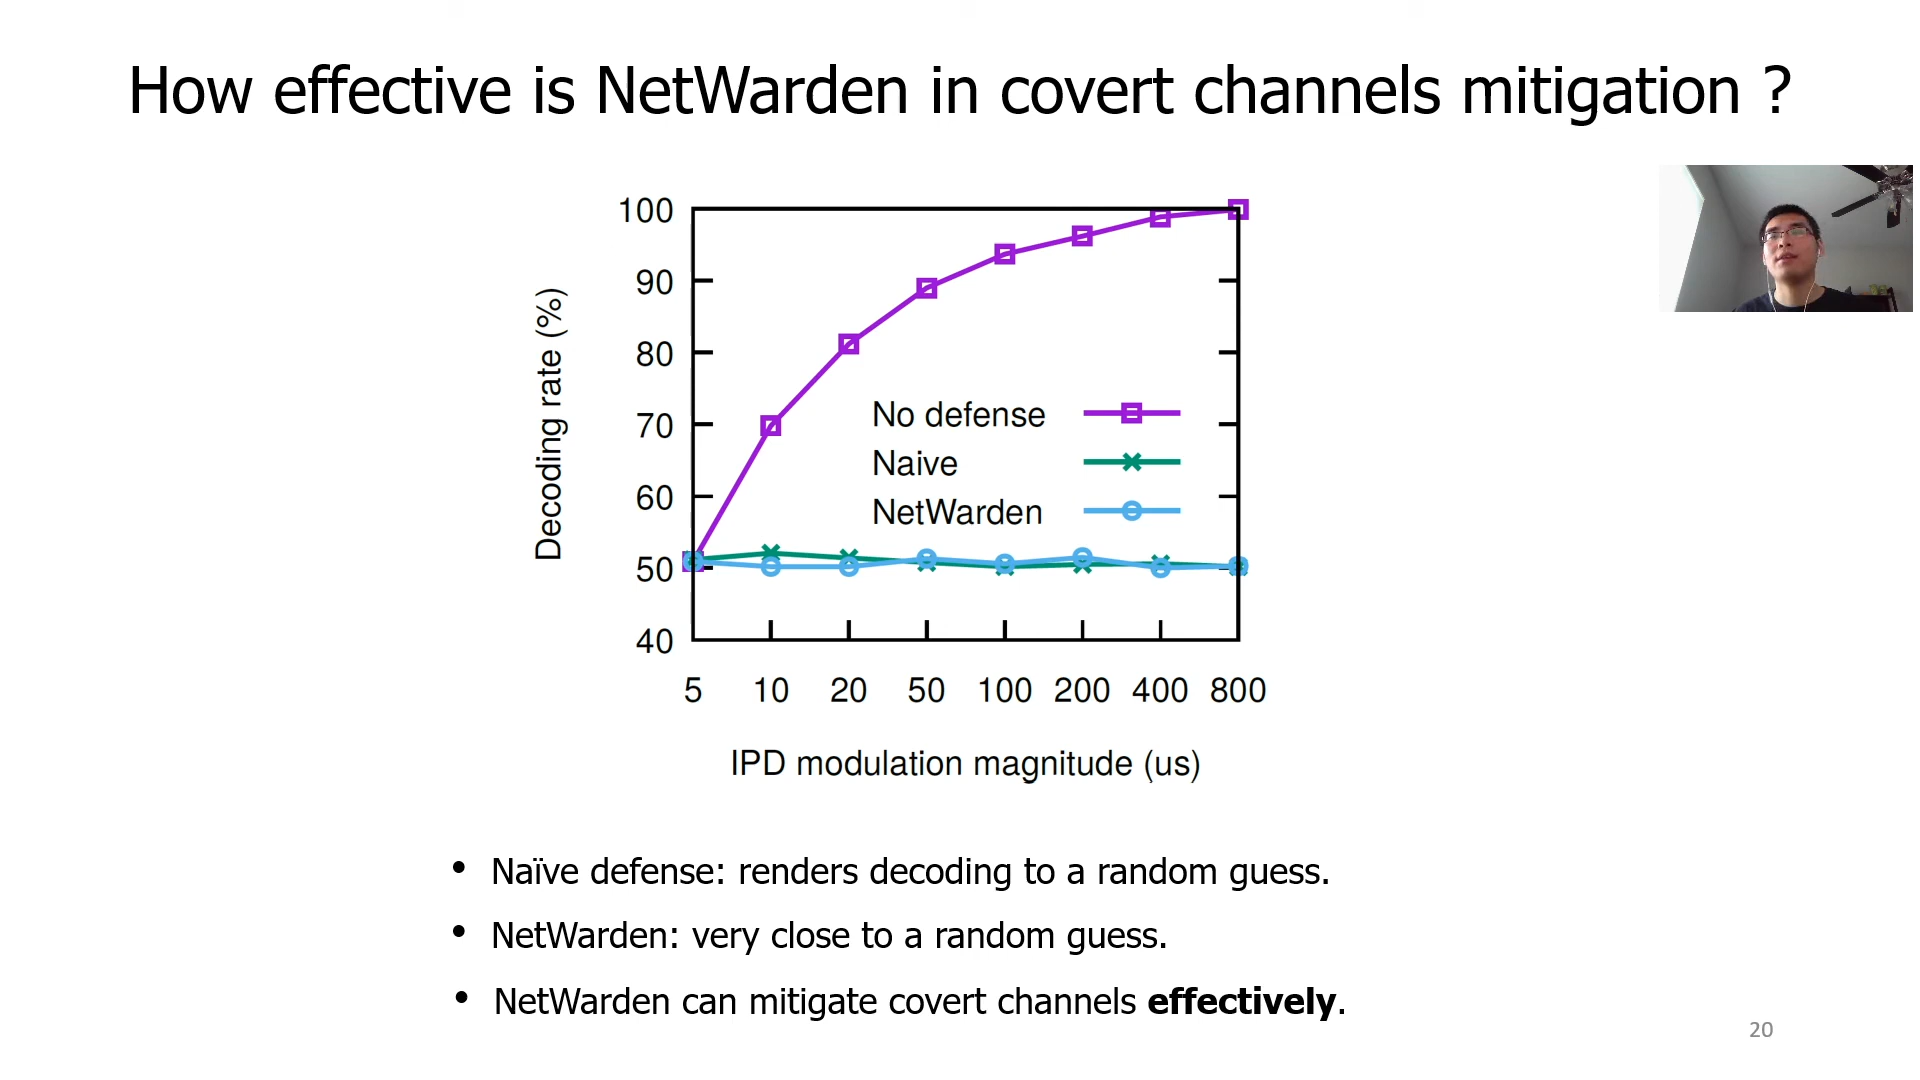 How effective is NetWarden in covert channels mitigation ?
100
90
80
70
60
50
40
Decoding rate (%)
No defense
Naive
NetWarden
5 10 20 50 100 200 400 800
IPD modulation magnitude (us)
• Naïve defense: renders decoding to a random guess.
• NetWarden: very close to a random guess.
• NetWarden can mitigate covert channels effectively.
20